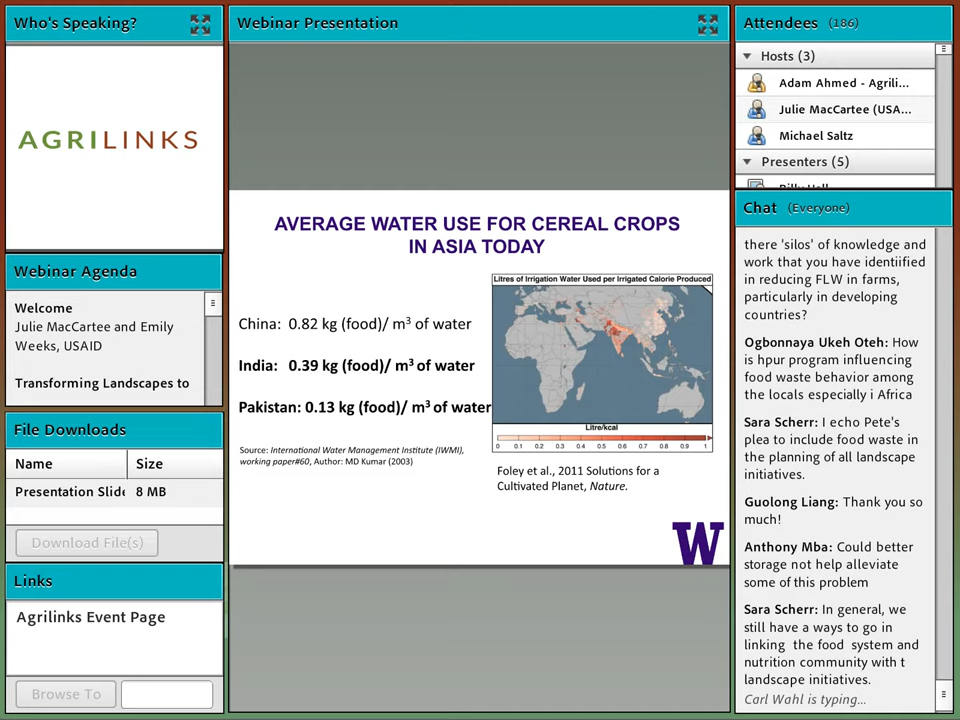 Who's Speaking?
AGRILINKS
Webinar Agenda
Welcome
Julie MacCartee and Emily
Weeks, USAID
Transforming Landscapes to
File Downloads
Name Size
Presentation Slide 8 MB
Download File(s)
Links
Agrilinks Event Page
Browse To
Webinar Presentation
AVERAGE WATER USE FOR CEREAL CROPS
IN ASIA TODAY
China: 0.82 kg (food)/ m³ of water
India: 0.39 kg (food)/ m³ of water
Pakistan: 0.13 kg (food)/ m³ of water
Source: International Water Management Institute (IWMI),
working paper#60, Author: MD Kumar (2003)
Litres of Irrigation Water Used per Irrigated Calorie Produced
Litre/kcal
0 0.1 0.2 0.3 0.4 0.5 0.6 0.7 0.8 0.9 1
Foley et al., 2011 Solutions for a
Cultivated Planet, Nature.
W
Attendees (186)
Hosts (3)
Adam Ahmed - Agrili...
Julie MacCartee (USA...
Michael Saltz
Presenters (5)
Chat (Everyone)
there 'silos' of knowledge and
work that you have identiified
in reducing FLW in farms,
particularly in developing
countries?
Ogbonnaya Ukeh Oteh: How
is hpur program influencing
food waste behavior among
the locals especially i Africa
Sara Scherr: I echo Pete's
plea to include food waste in
the planning of all landscape
initiatives.
Guolong Liang: Thank you so
much!
Anthony Mba: Could better
storage not help alleviate
some of this problem
Sara Scherr: In general, we
still have a ways to go in
linking the food system and
nutrition community with t
landscape initiatives.
Carl Wahl is typing...